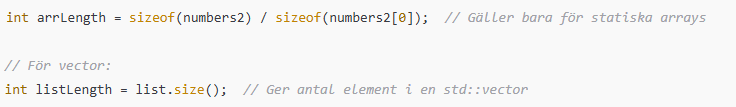 int arrLength = sizeof(numbers2) / sizeof(numbers2[0]);  // Gäller bara för statiska arrays
// För vector:
int listLength = list.size();  // Ger antal element i en std::vector